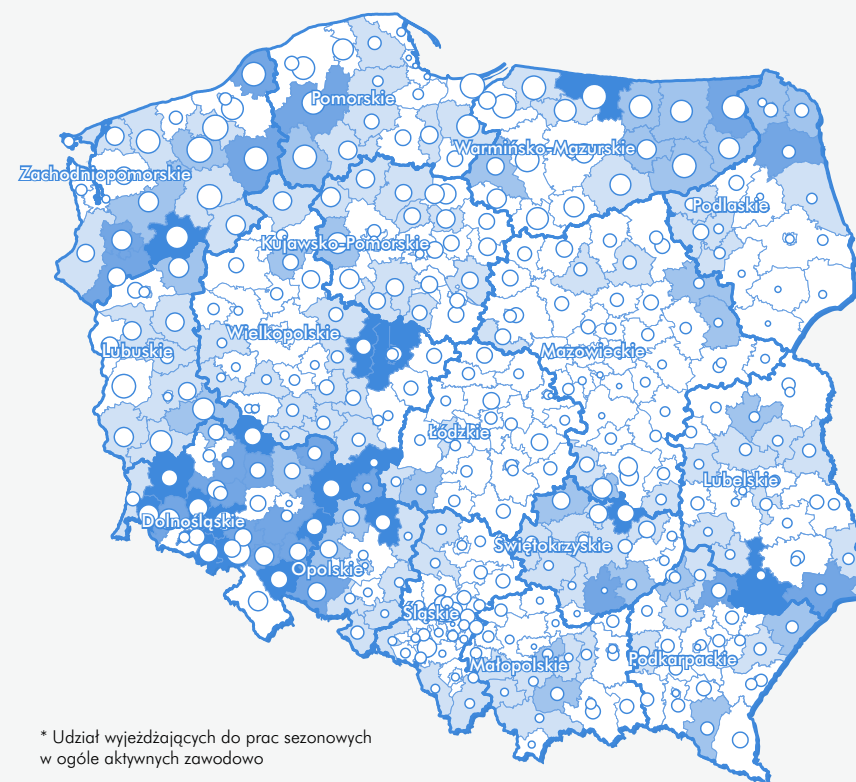 Pomorskie
Warmińsko-Mazurskie
Zachodniopomorskie
Podlaskie
Kujawsko-Pomorskie
Wielkopolskie
Lubuskie
Mazowieckie
Łódzkie
Lubelskie
Dolnośląskie
Świętokrzyskie
Opolskie
Śląskie
Małopolskie
Podkarpackie
* Udział wyjeżdżających do prac sezonowych
w ogóle aktywnych zawodowo